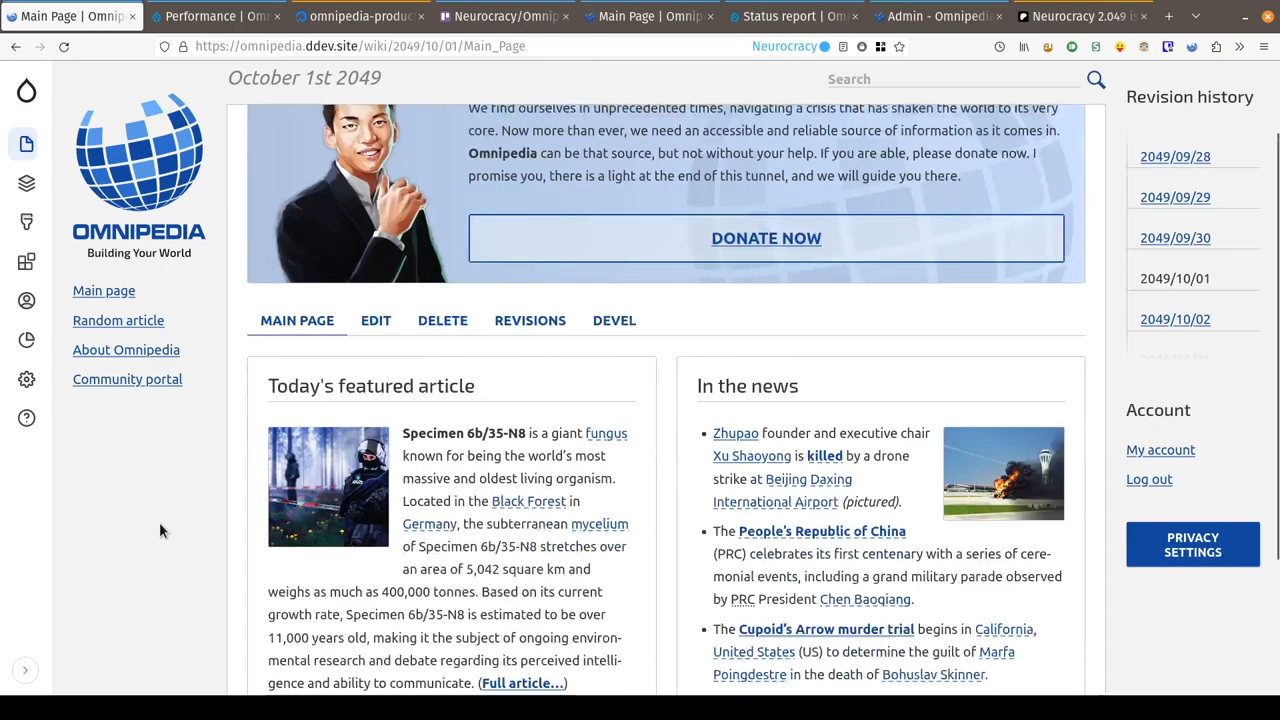 Main Page | Omnipedia
Performance | Om
omnipedia-produc
Neurocracy/Omnip
Main Page | Omnip
Status report | Om
Admin - Omnipedi
Neurocracy 2.049 is
https://omnipedia.ddev.site/wiki/2049/10/01/Main_Page
Neurocracy
October 1st 2049
Search
OMNIPEDIA
Building Your World
Main page
Random article
About Omnipedia
Community portal
We find ourselves in unprecedented times, navigating a crisis that has shaken the world to its very
core. Now more than ever, we need an accessible and reliable source of information as it comes in.
Omnipedia can be that source, but not without your help. If you are able, please donate now. I
promise you, there is a light at the end of this tunnel, and we will guide you there.
DONATE NOW
MAIN PAGE
EDIT
DELETE
REVISIONS
DEVEL
Today's featured article
Specimen 6b/35-N8 is a giant fungus
known for being the world's most
massive and oldest living organism.
Located in the Black Forest in
Germany, the subterranean mycelium
of Specimen 6b/35-N8 stretches over
an area of 5,042 square km and
weighs as much as 400,000 tonnes. Based on its current
growth rate, Specimen 6b/35-N8 is estimated to be over
11,000 years old, making it the subject of ongoing environ-
mental research and debate regarding its perceived intelli-
gence and ability to communicate. (Full article…)
In the news
• Zhupao founder and executive chair
Xu Shaoyong is killed by a drone
strike at Beijing Daxing
International Airport (pictured).
• The People's Republic of China
(PRC) celebrates its first centenary with a series of cere-
monial events, including a grand military parade observed
by PRC President Chen Baoqiang.
• The Cupoid's Arrow murder trial begins in California,
United States (US) to determine the guilt of Marfa
Poingdestre in the death of Bohuslav Skinner.
Revision history
2049/09/28
2049/09/29
2049/09/30
2049/10/01
2049/10/02
Account
My account
Log out
PRIVACY
SETTINGS